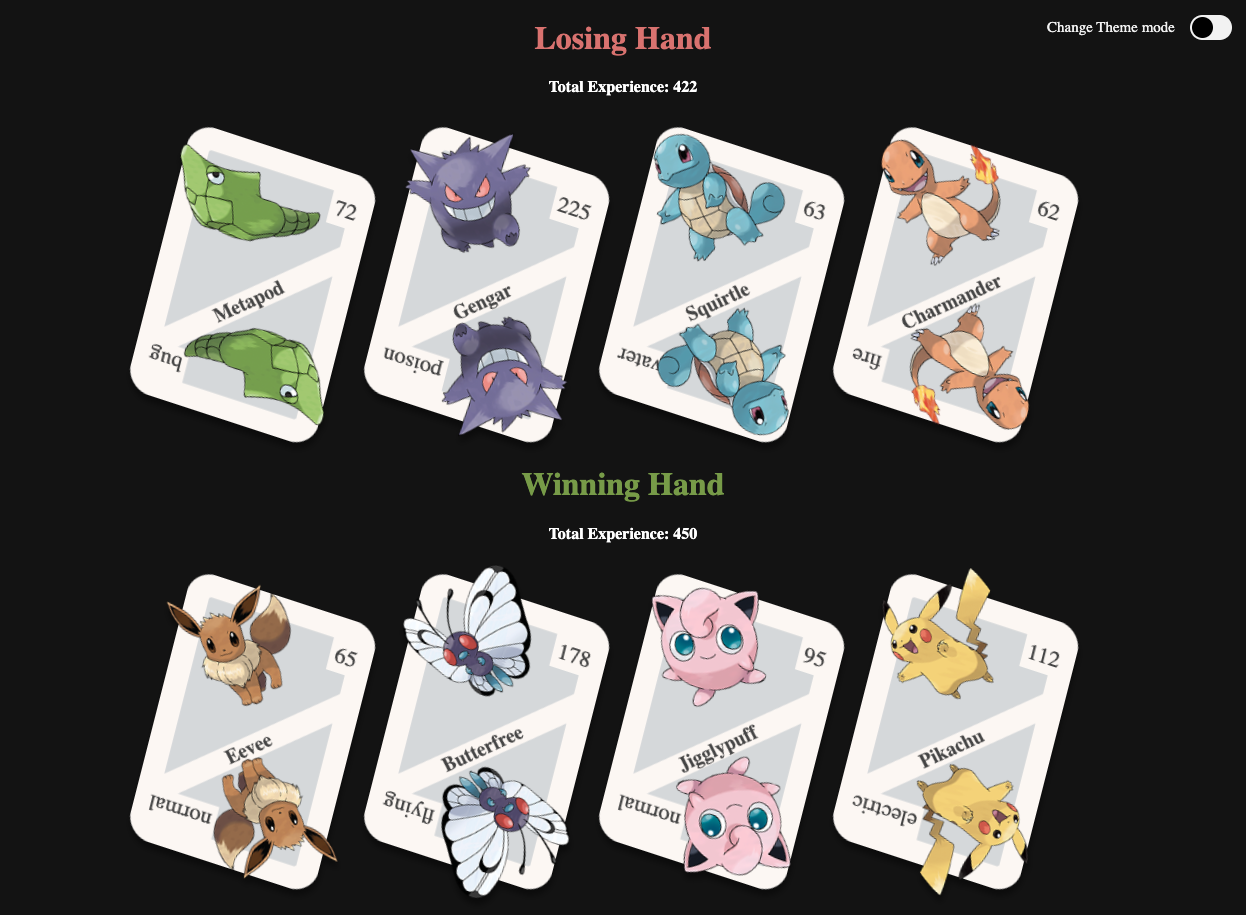 Change Theme mode
Losing Hand
Total Experience: 422
72
Metapod
bug
225
Gengar
poison
63
Squirtle
water
62
Charmander
fire
Winning Hand
Total Experience: 450
65
Eevee
normal
178
Butterfree
flying
95
Jigglypuff
normal
112
Pikachu
electric